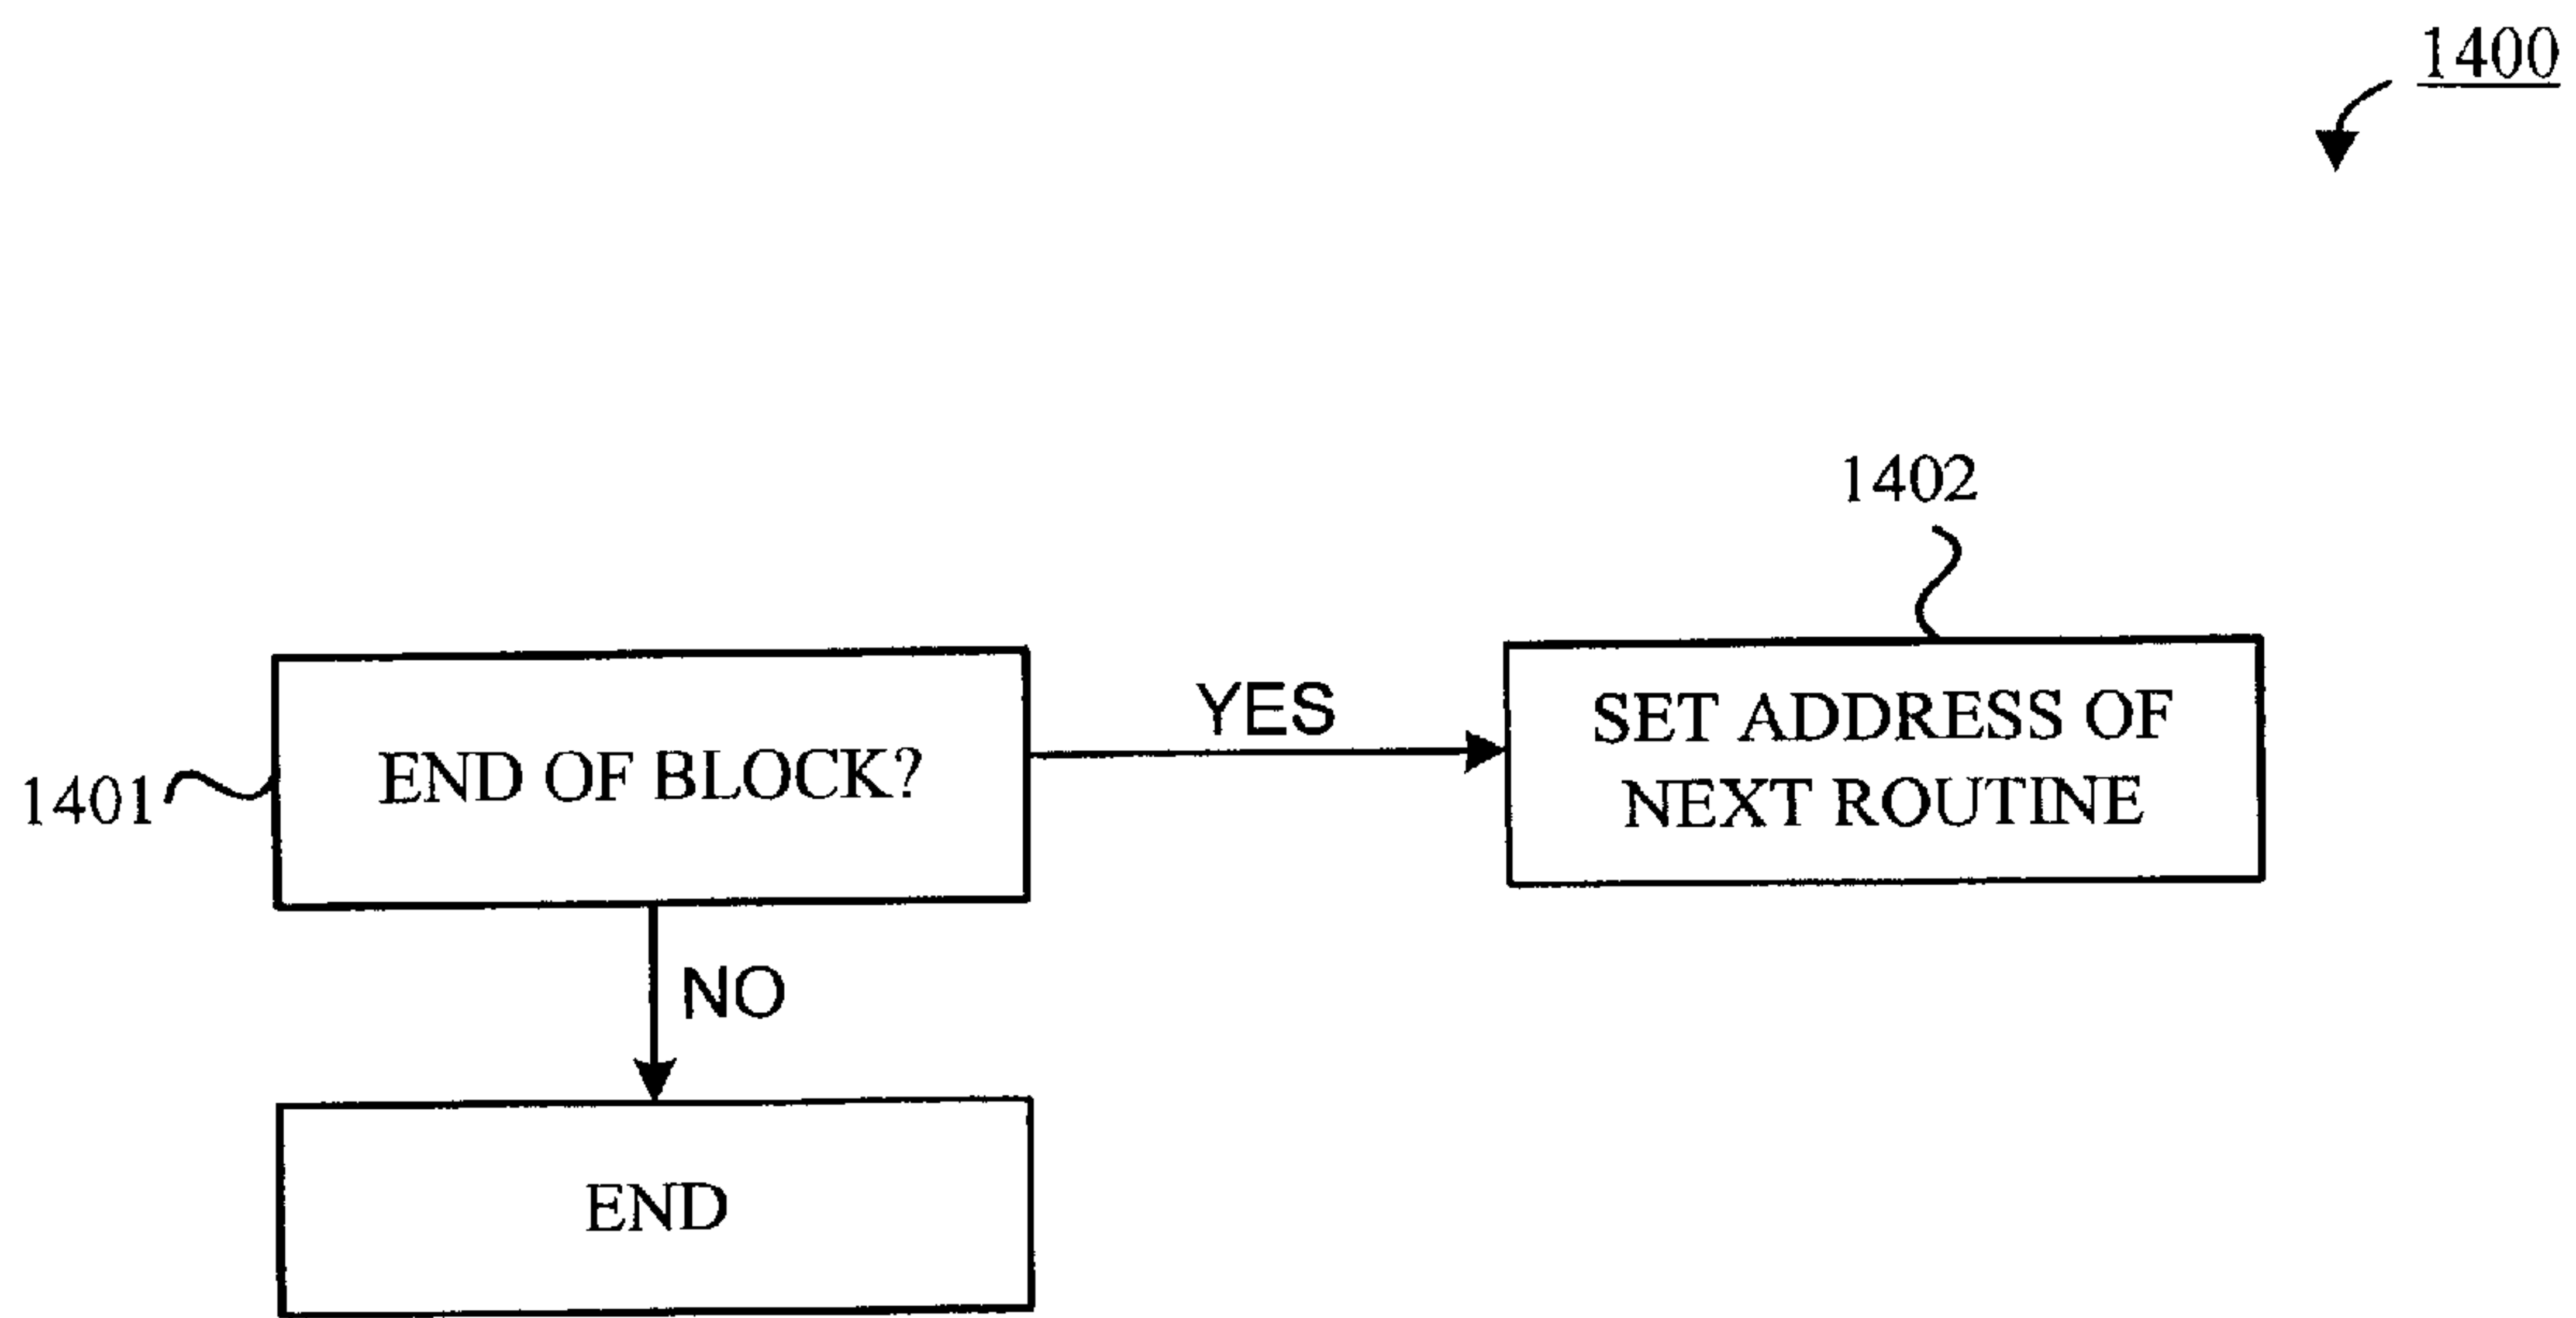 1400
1402
1401
END OF BLOCK?
YES
SET ADDRESS OF
NEXT ROUTINE
NO
END